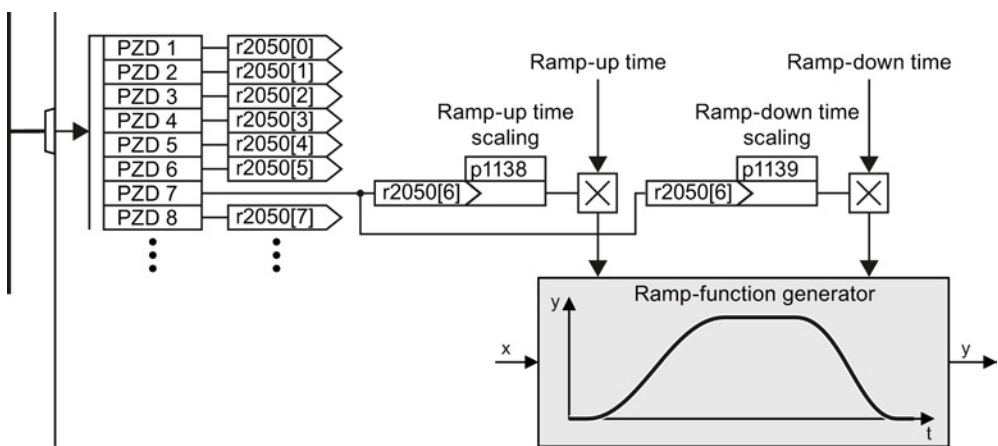 PZD 1 r2050[0]
PZD 2 r2050[1]
PZD 3 r2050[2]
PZD 4 r2050[3]
PZD 5 r2050[4]
PZD 6 r2050[5]
PZD 7
PZD 8 r2050[7]
Ramp-up time
Ramp-up time
scaling
p1138
r2050[6]
Ramp-down time
Ramp-down time
scaling
p1139
r2050[6]
Ramp-function generator
y
x
y
t